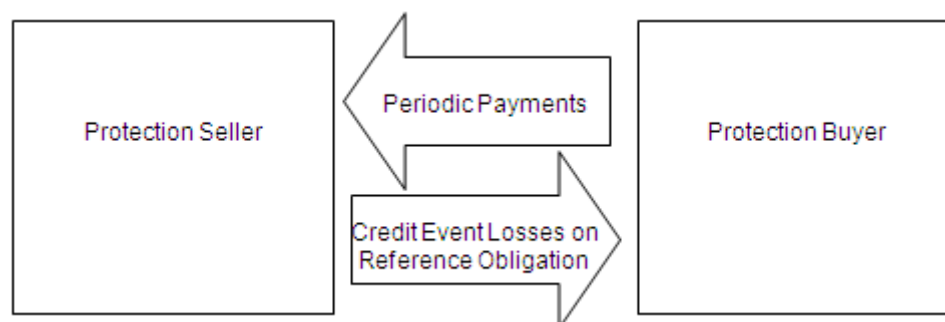 Periodic Payments
Protection Seller
Protection Buyer
Credit Event Losses on
Reference Obligation